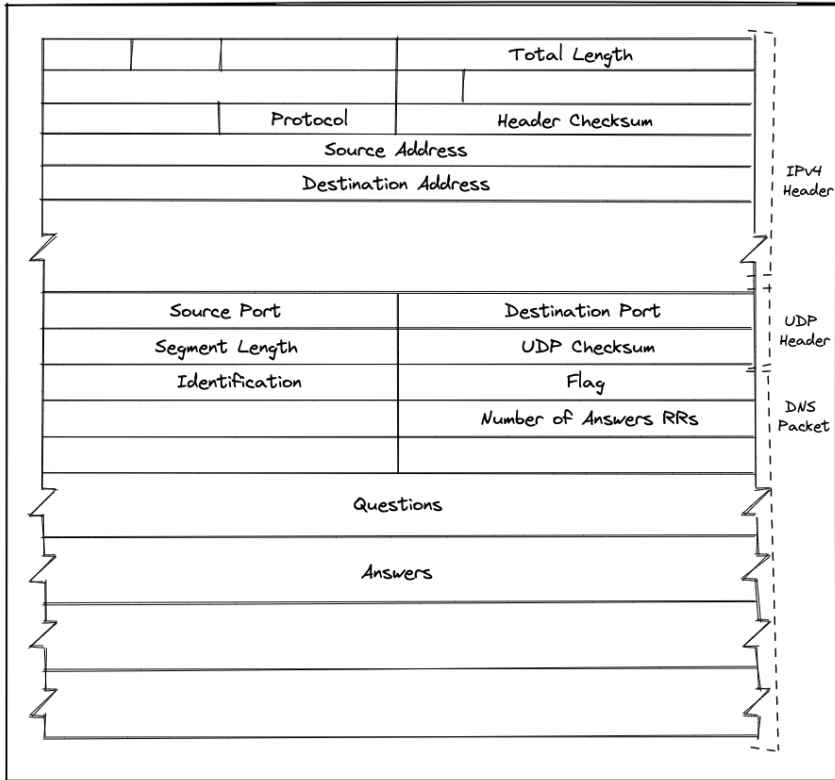 Total Length
Protocol
Header Checksum
Source Address
Destination Address
IPv4
Header
Source Port
Destination Port
Segment Length
UDP Checksum
UDP
Header
Identification
Flag
Number of Answers RRs
DNS
Packet
Questions
Answers